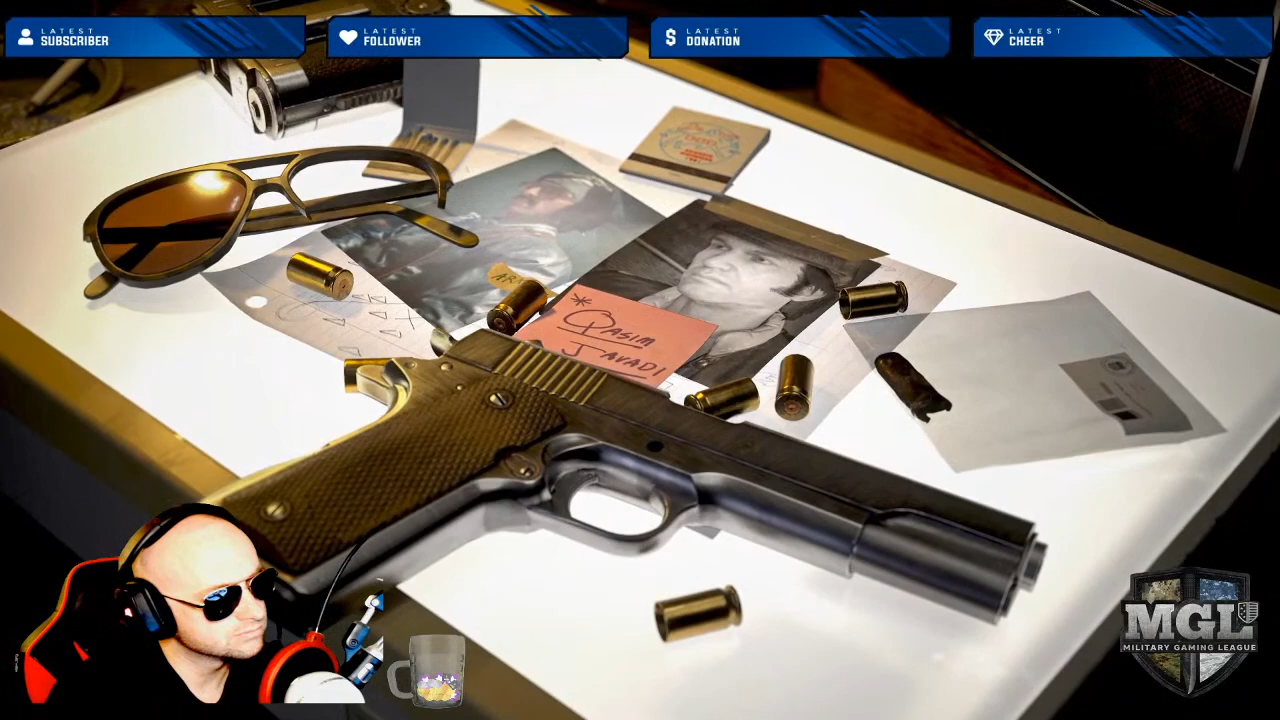 LATEST
SUBSCRIBER
LATEST
FOLLOWER
LATEST
DONATION
LATEST
CHEER
QASIM
JAVADI
MGL
MILITARY GAMING LEAGUE